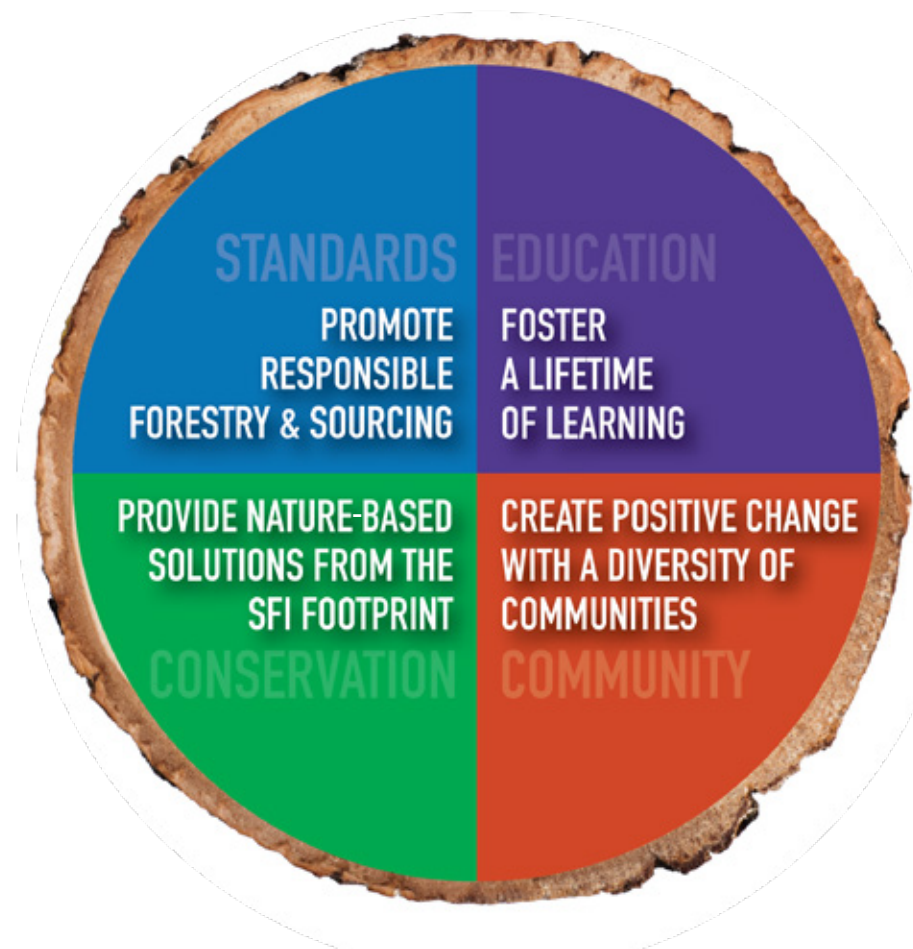 STANDARDS
PROMOTE
RESPONSIBLE
FORESTRY & SOURCING
EDUCATION
FOSTER
A LIFETIME
OF LEARNING
PROVIDE NATURE-BASED
SOLUTIONS FROM THE
SFI FOOTPRINT
CONSERVATION
CREATE POSITIVE CHANGE
WITH A DIVERSITY OF
COMMUNITIES
COMMUNITY